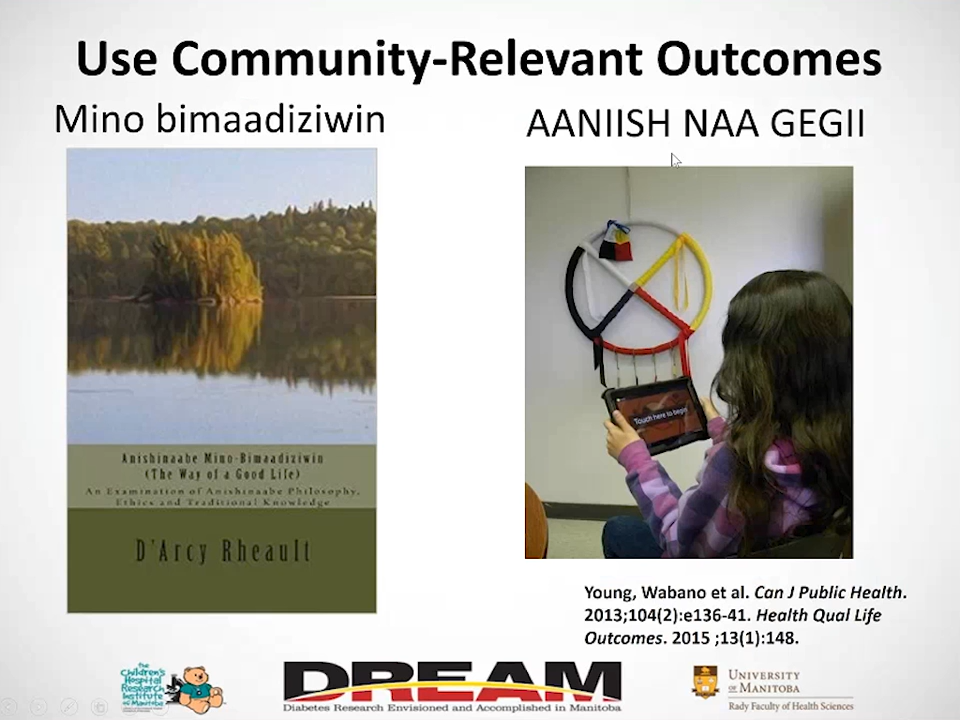 Use Community-Relevant Outcomes
Mino bimaadiziwin
AANIISH NAA GEGII
Anishinaabe Mino-Bimaadiziwin
(The Way of a Good Life)
An Examination of Anishinaabe Philosophy,
Ethics and Traditional Knowledge
D'Arcy Rheault
Touch here to begin
Young, Wabano et al. Can J Public Health.
2013;104(2):e136-41. Health Qual Life
Outcomes. 2015 ;13(1):148.
the
Children's
Hospital
Research
Institute
of Manitoba
DREAM
Diabetes Research Envisioned and Accomplished in Manitoba
UNIVERSITY
OF MANITOBA
Rady Faculty of Health Sciences